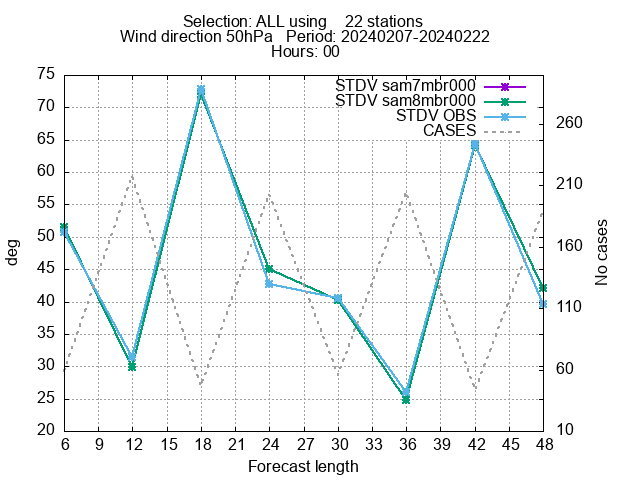 Selection: ALL using    22 stations
Wind direction 50hPa   Period: 20240207-20240222
Hours: 00
STDV sam7mbr000
STDV sam8mbr000
STDV OBS
CASES
75
70
65
60
55
50
45
40
35
30
25
20
deg
260
210
160
110
60
10
No cases
6 9 12 15 18 21 24 27 30 33 36 39 42 45 48
Forecast length